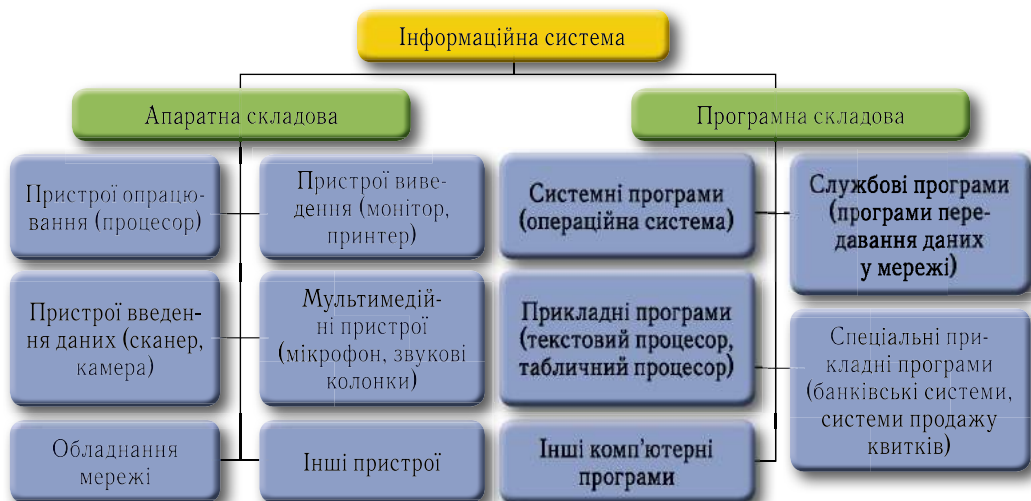 Інформаційна система
Апаратна складова
Програмна складова
Пристрої опрацю-
вання (процесор)
Пристрої виве-
дення (монітор,
принтер)
Системні програми
(операційна система)
Службові програми
(програми пере-
давання даних
у мережі)
Пристрої введен-
ня даних (сканер,
камера)
Мультимедій-
ні пристрої
(мікрофон, звукові
колонки)
Прикладні програми
(текстовий процесор,
табличний процесор)
Спеціальні при-
кладні програми
(банківські системи,
системи продажу
квитків)
Обладнання
мережі
Інші пристрої
Інші комп’ютерні
програми